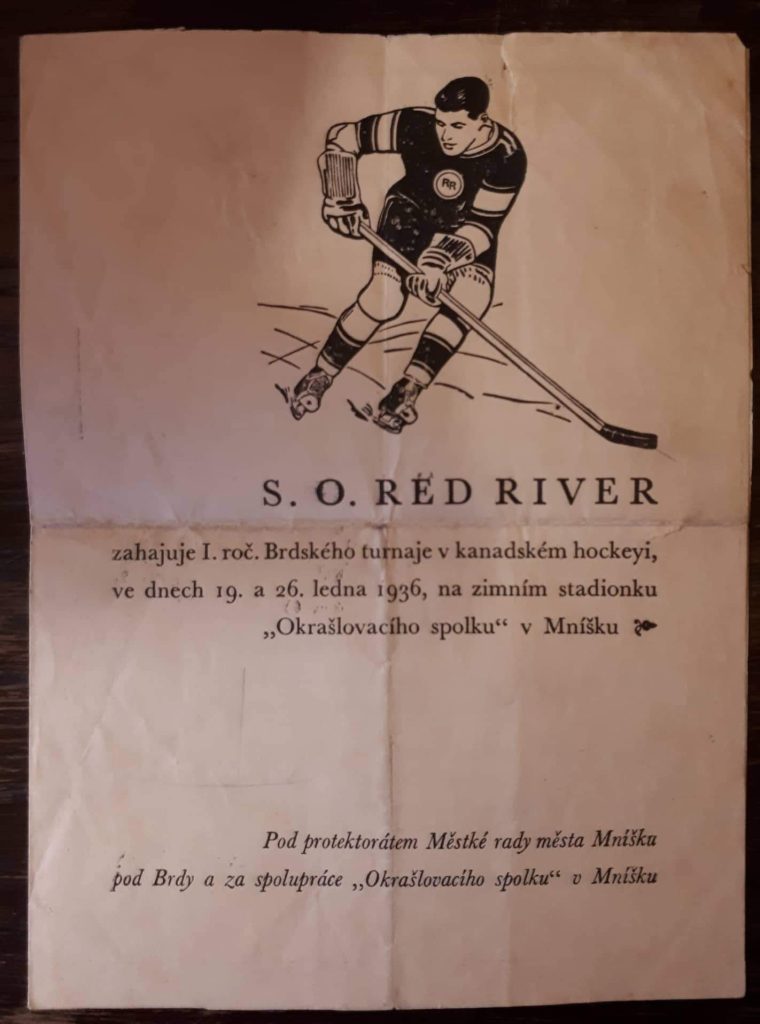 RR
S. O. RED RIVER
zahajuje I. roč. Brdského turnaje v kanadském hockeyi,
ve dnech 19. a 26. ledna 1936, na zimním stadionku
„Okrašlovacího spolku“ v Mníšku
Pod protektorátem Městké rady města Mníšku
pod Brdy a za spolupráce „Okrašlovacího spolku“ v Mníšku